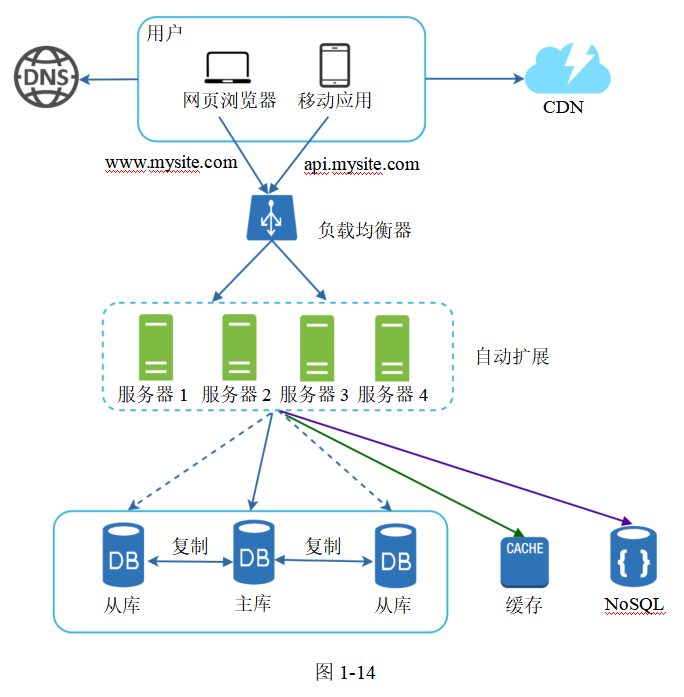 用户
DNS
网页浏览器
移动应用
CDN
www.mysite.com
api.mysite.com
负载均衡器
自动扩展
服务器 1
服务器 2
服务器 3
服务器 4
DB
复制
DB
复制
DB
CACHE
{ }
从库
主库
从库
缓存
NoSQL
图 1-14